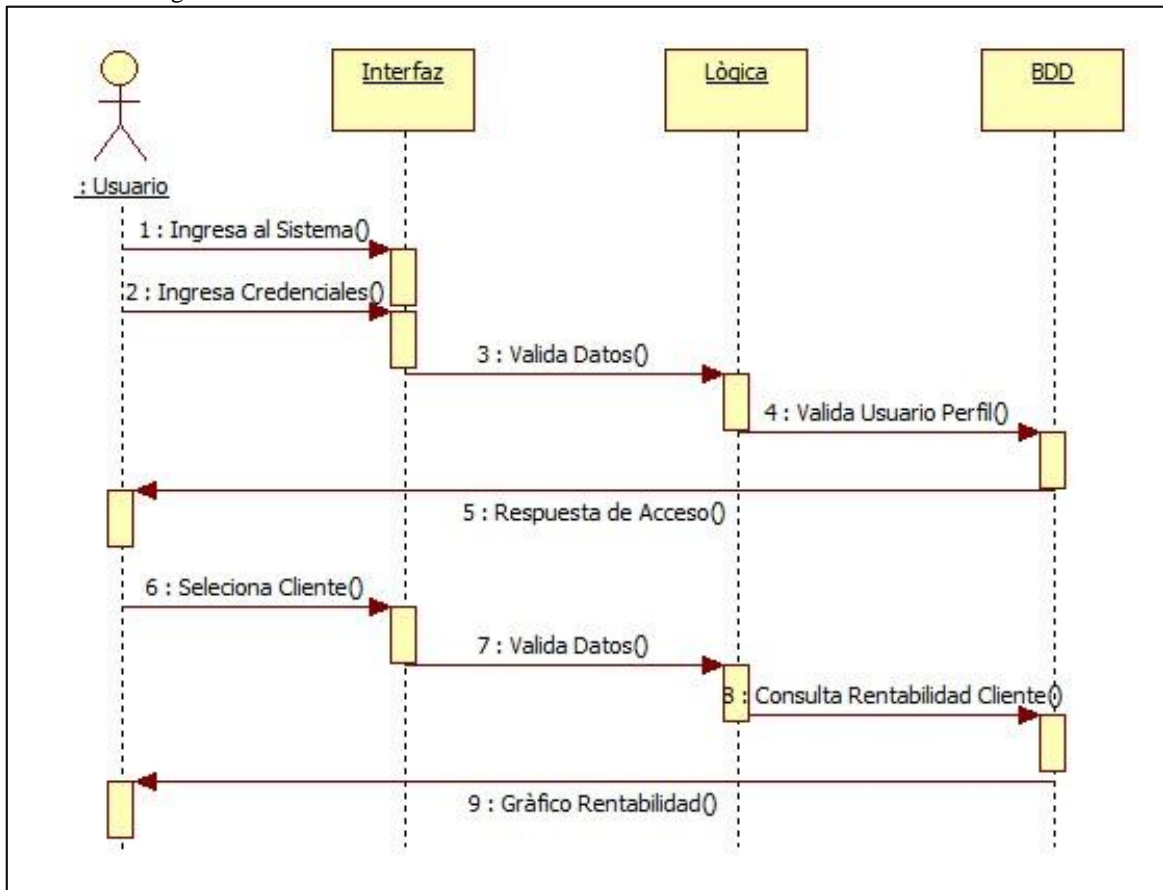 Interfaz
Lògica
BDD
: Usuario
1 : Ingresa al Sistema()
2 : Ingresa Credenciales()
3 : Valida Datos()
4 : Valida Usuario Perfil()
5 : Respuesta de Acceso()
6 : Seleciona Cliente()
7 : Valida Datos()
8 : Consulta Rentabilidad Cliente()
9 : Gràfico Rentabilidad()